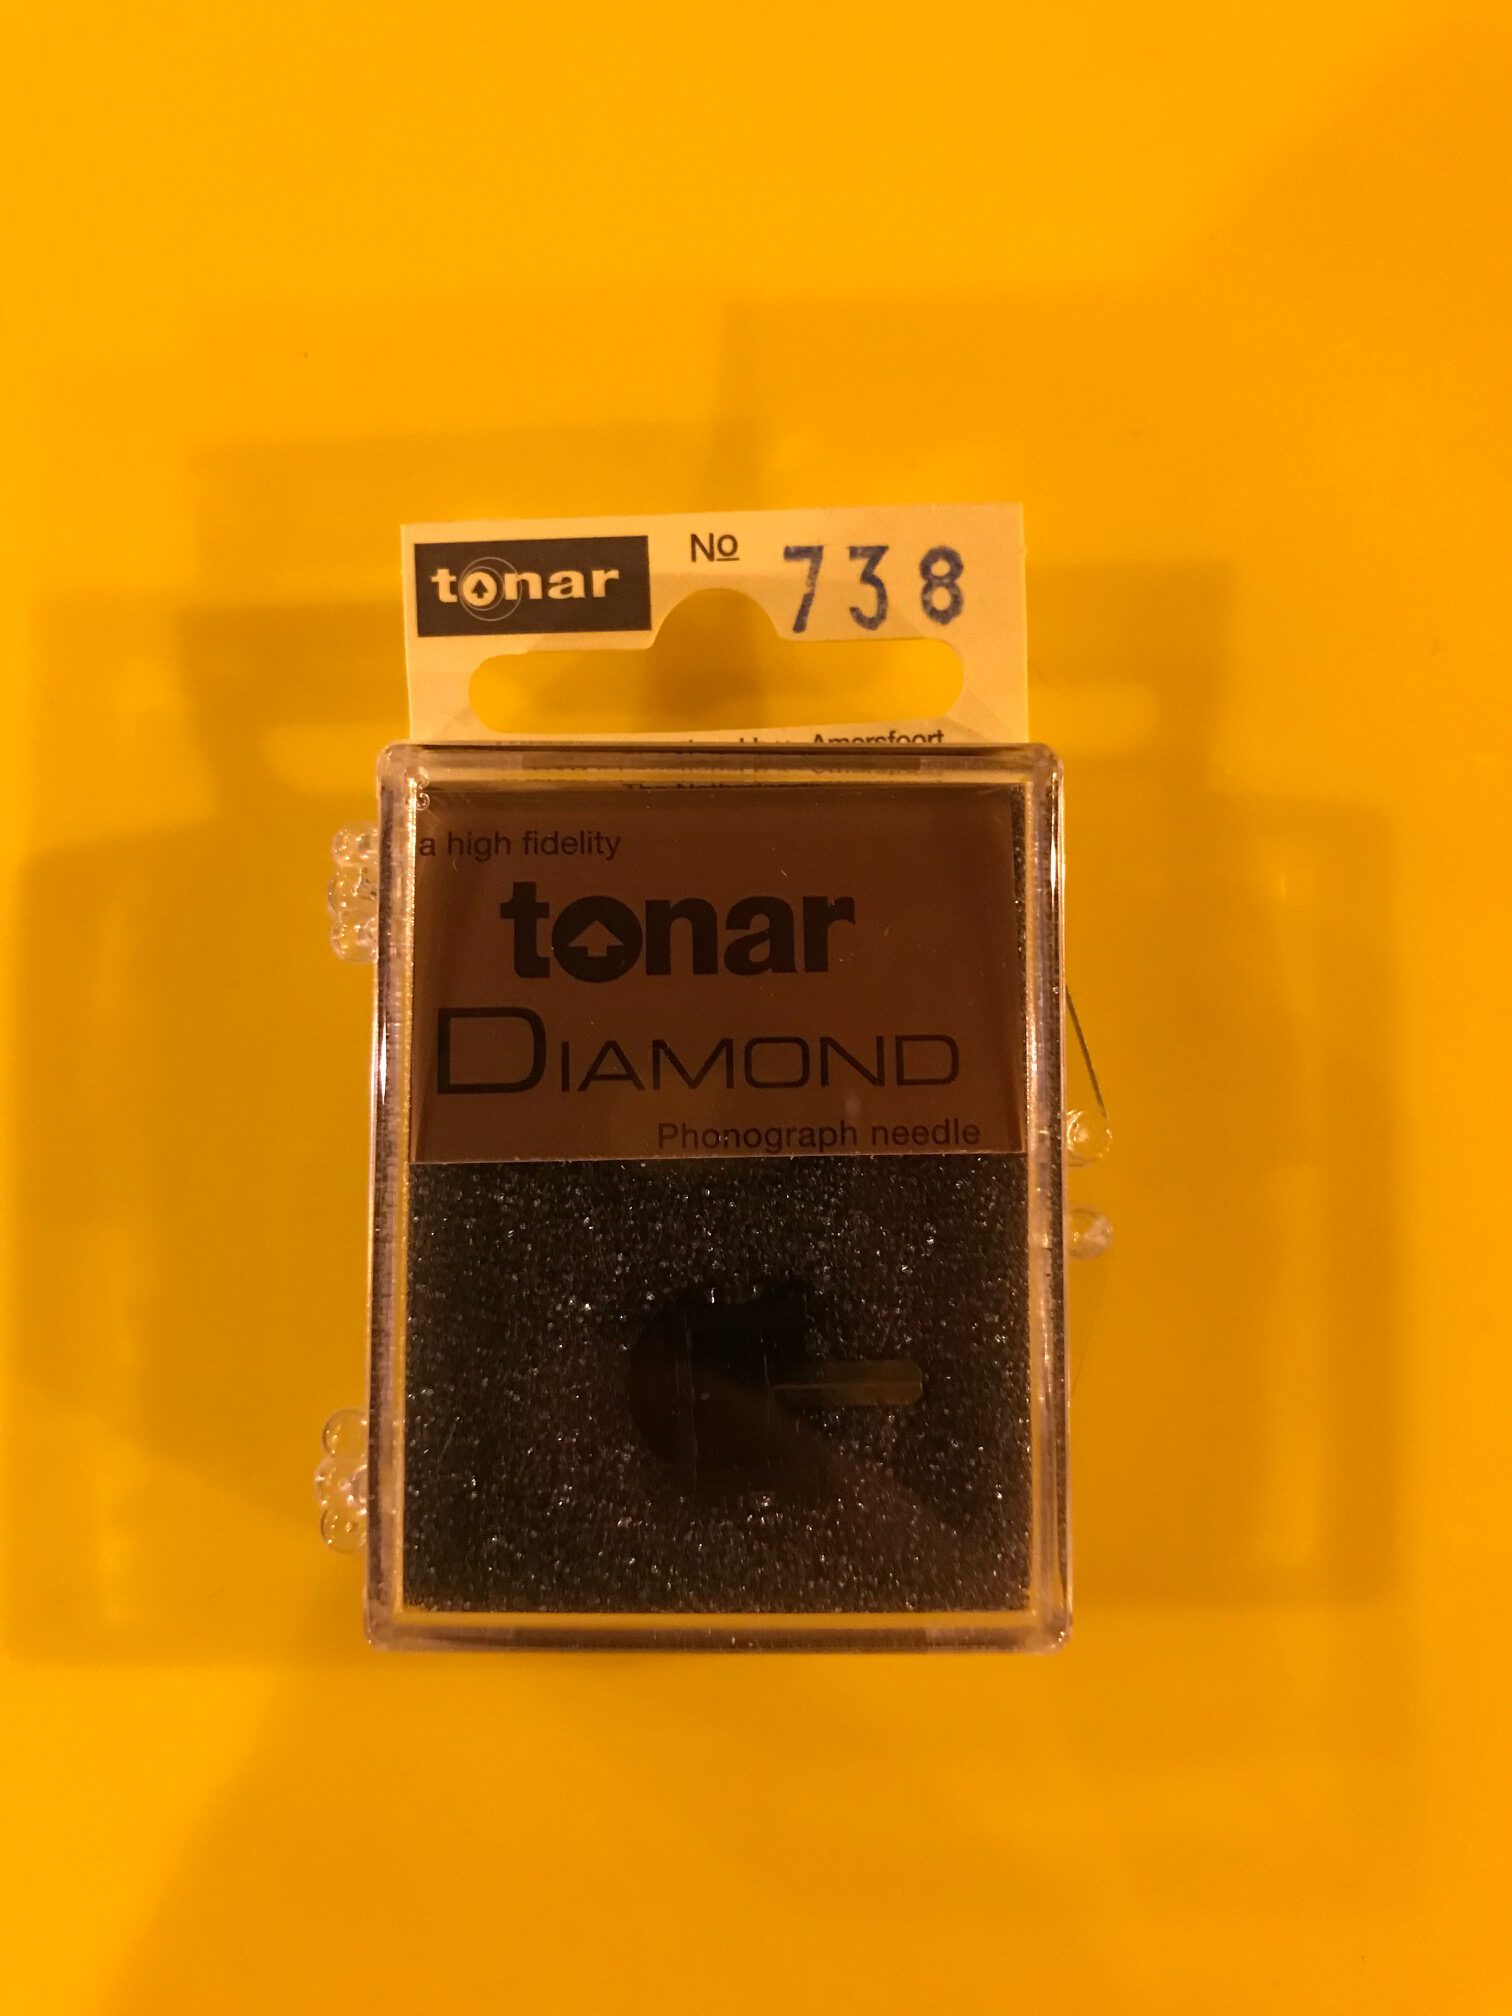 tonar
No 738
Amersfoort
a high fidelity
tonar
DIAMOND
Phonograph needle